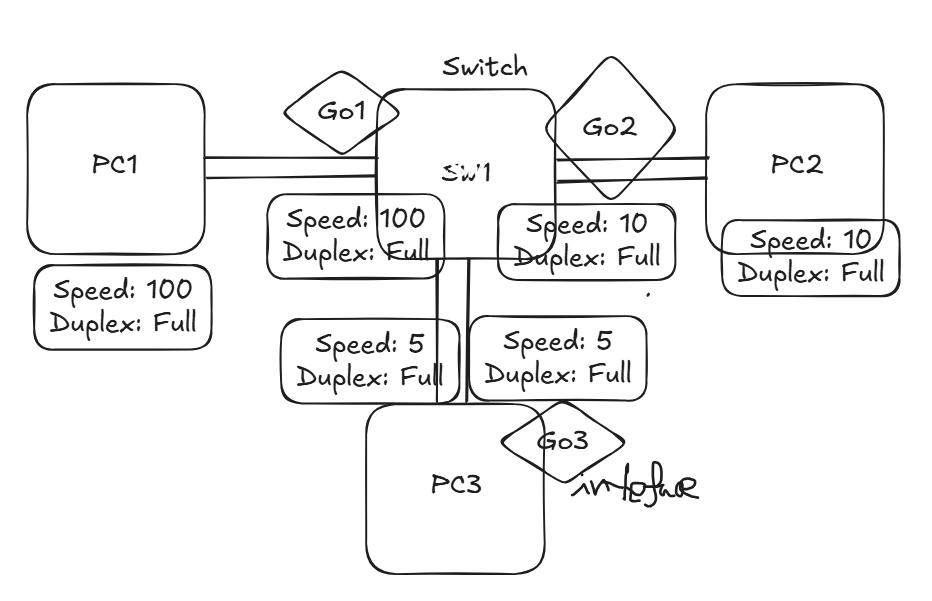 Switch
Go1
Go2
PC1
SW1
PC2
Speed: 100
Duplex: Full
Speed: 10
Duplex: Full
Speed: 10
Duplex: Full
Speed: 100
Duplex: Full
Speed: 5
Duplex: Full
Speed: 5
Duplex: Full
Go3
PC3